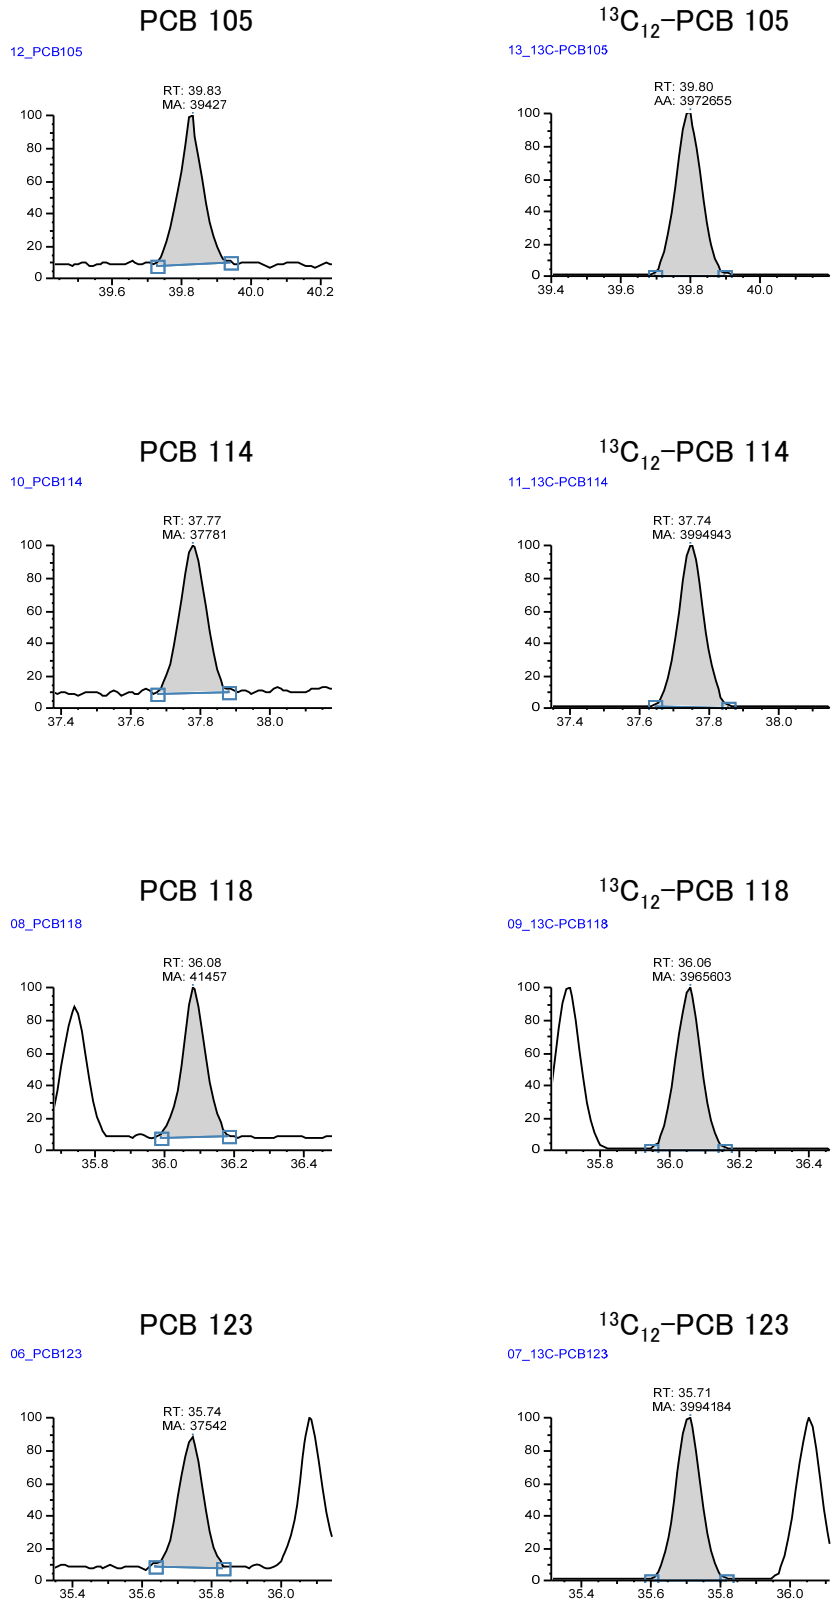 PCB 105
12_PCB105
RT: 39.83
MA: 39427
100
80
60
40
20
0
39.6 39.8 40.0 40.2
¹³C₁₂-PCB 105
13_13C-PCB105
RT: 39.80
AA: 3972655
100
80
60
40
20
0
39.4 39.6 39.8 40.0
PCB 114
10_PCB114
RT: 37.77
MA: 37781
100
80
60
40
20
0
37.4 37.6 37.8 38.0
¹³C₁₂-PCB 114
11_13C-PCB114
RT: 37.74
MA: 3994943
100
80
60
40
20
0
37.4 37.6 37.8 38.0
PCB 118
08_PCB118
RT: 36.08
MA: 41457
100
80
60
40
20
0
35.8 36.0 36.2 36.4
¹³C₁₂-PCB 118
09_13C-PCB118
RT: 36.06
MA: 3965603
100
80
60
40
20
0
35.8 36.0 36.2 36.4
PCB 123
06_PCB123
RT: 35.74
MA: 37542
100
80
60
40
20
0
35.4 35.6 35.8 36.0
¹³C₁₂-PCB 123
07_13C-PCB123
RT: 35.71
MA: 3994184
100
80
60
40
20
0
35.4 35.6 35.8 36.0